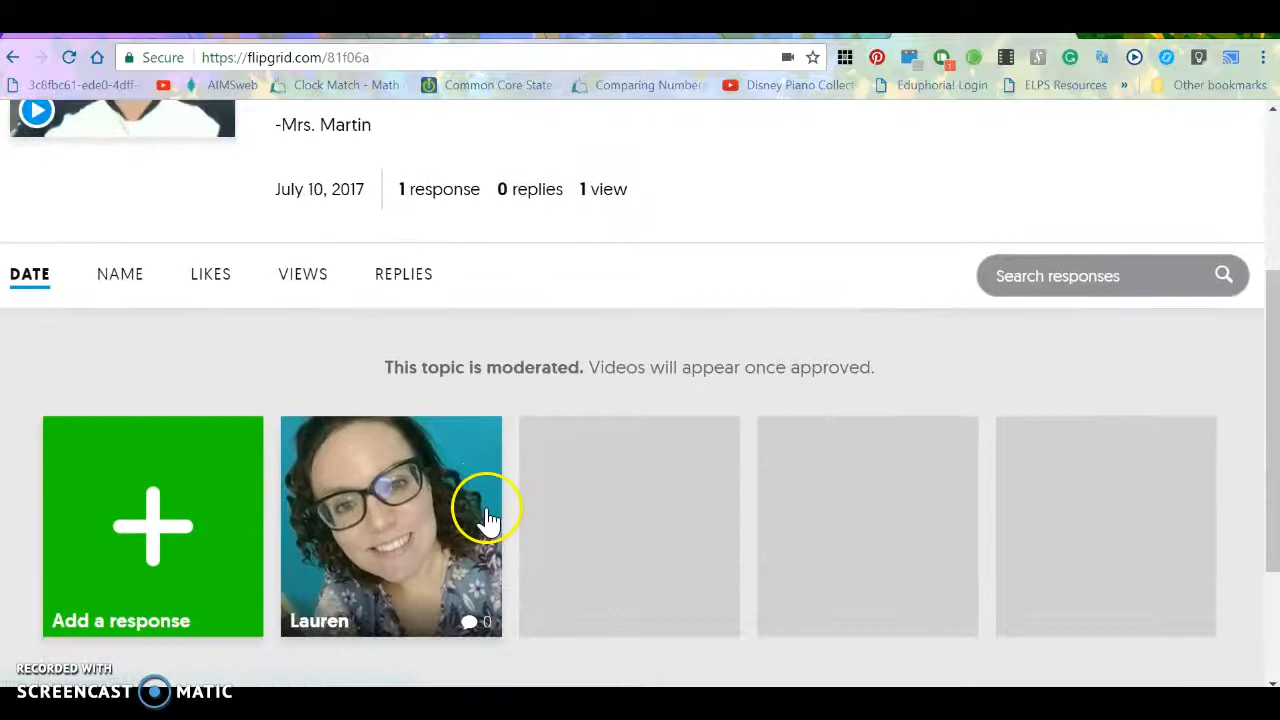 Secure https://flipgrid.com/81f06a
3c8fbc61-ede0-4dff- AIMSweb Clock Match - Math Common Core State Comparing Number Disney Piano Collect Eduphoria! Login ELPS Resources » Other bookmarks
-Mrs. Martin
July 10, 2017 1 response 0 replies 1 view
DATE NAME LIKES VIEWS REPLIES Search responses
This topic is moderated. Videos will appear once approved.
Add a response Lauren 0
RECORDED WITH
SCREENCAST MATIC